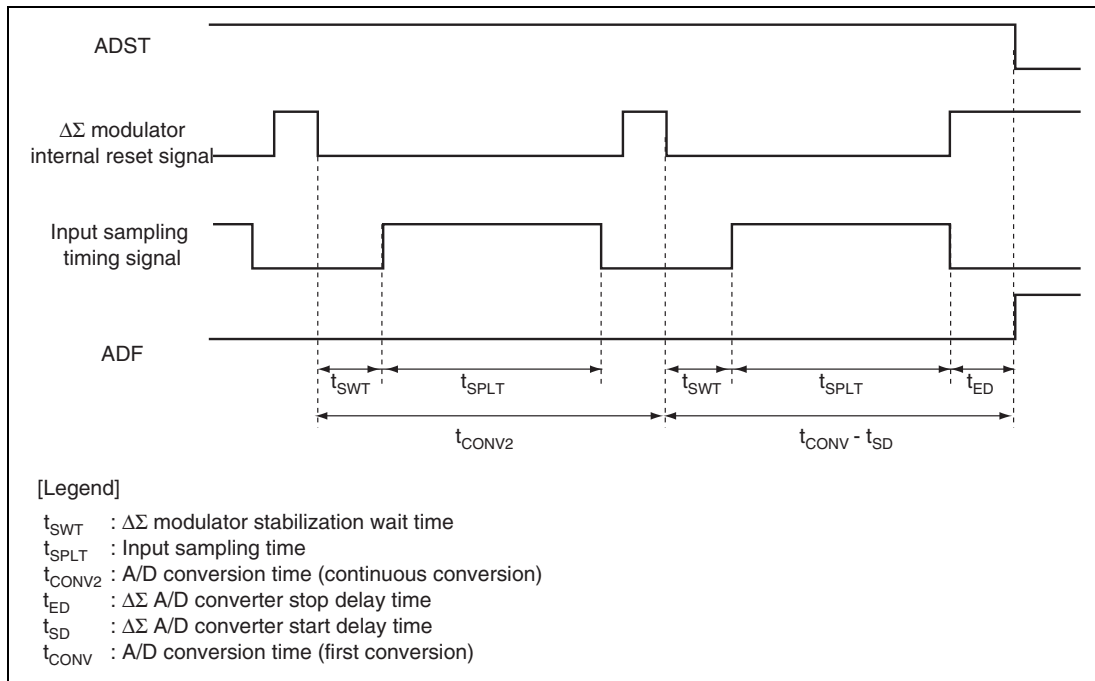 ADST
ΔΣ modulator
internal reset signal
Input sampling
timing signal
ADF
tSWT tSPLT tSWT tSPLT tED
tCONV2 tCONV - tSD
[Legend]
tSWT : ΔΣ modulator stabilization wait time
tSPLT : Input sampling time
tCONV2 : A/D conversion time (continuous conversion)
tED : ΔΣ A/D converter stop delay time
tSD : ΔΣ A/D converter start delay time
tCONV : A/D conversion time (first conversion)